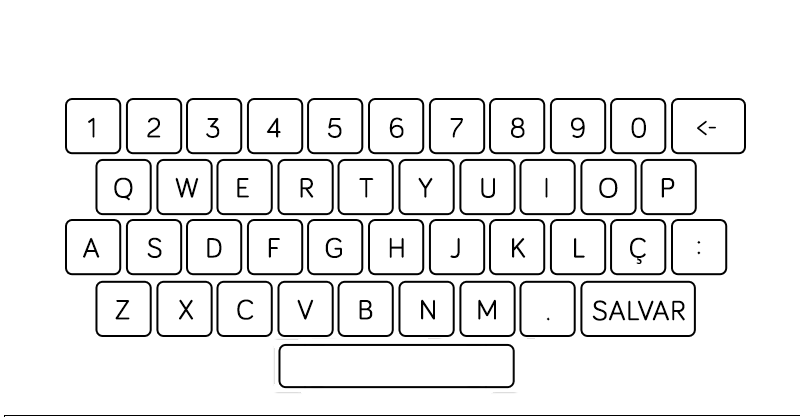 1 2 3 4 5 6 7 8 9 0 <-
Q W E R T Y U I O P
A S D F G H J K L Ç :
Z X C V B N M . SALVAR